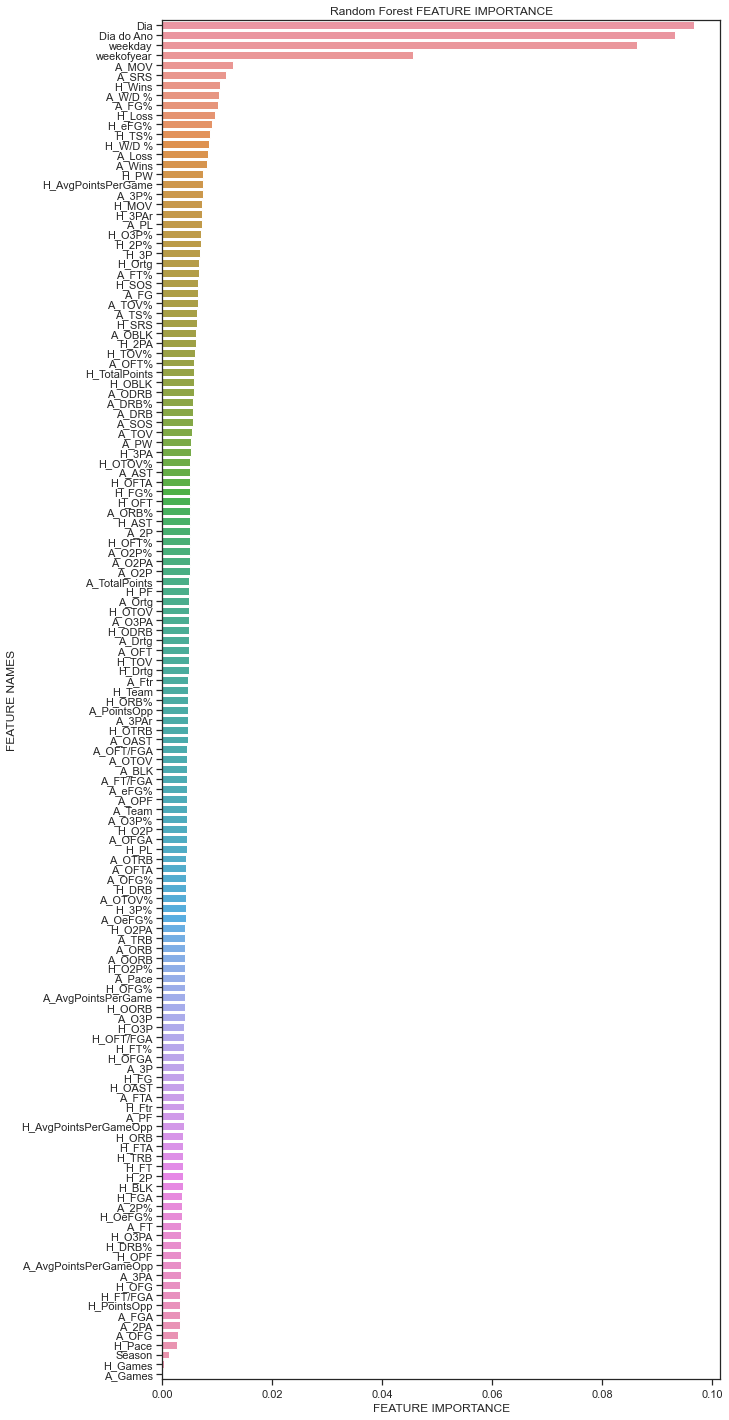 Random Forest FEATURE IMPORTANCE
Dia
Dia do Ano
weekday
weekofyear
A_MOV
A_SRS
H_Wins
A_W/D %
A_FG%
H_Loss
H_eFG%
H_TS%
H_W/D %
A_Loss
A_Wins
H_PW
H_AvgPointsPerGame
A_3P%
H_MOV
H_3PAr
A_PL
H_O3P%
H_2P%
H_3P
H_Ortg
A_FT%
H_SOS
A_FG
A_TOV%
A_TS%
H_SRS
A_OBLK
H_2PA
H_TOV%
A_OFT%
H_TotalPoints
H_OBLK
A_ODRB
A_DRB%
A_DRB
A_SOS
A_TOV
A_PW
H_3PA
H_OTOV%
A_AST
H_OFTA
H_FG%
H_OFT
A_ORB%
H_AST
A_2P
H_OFT%
A_O2P%
A_O2PA
A_O2P
A_TotalPoints
H_PF
A_Ortg
H_OTOV
A_O3PA
H_ODRB
A_Drtg
A_OFT
H_TOV
H_Drtg
A_Ftr
H_Team
H_ORB%
A_PointsOpp
A_3PAr
H_OTRB
A_OAST
A_OFT/FGA
A_OTOV
A_BLK
A_FT/FGA
A_eFG%
A_OPF
A_Team
A_O3P%
H_O2P
A_OFGA
H_PL
A_OTRB
A_OFTA
A_OFG%
H_DRB
A_OTOV%
H_3P%
A_OeFG%
H_O2PA
A_TRB
A_ORB
A_OORB
H_O2P%
A_Pace
H_OFG%
A_AvgPointsPerGame
H_OORB
A_O3P
H_O3P
H_OFT/FGA
H_FT%
H_OFGA
A_3P
H_FG
H_OAST
A_FTA
H_Ftr
A_PF
H_AvgPointsPerGameOpp
H_ORB
H_FTA
H_TRB
H_FT
H_2P
H_BLK
H_FGA
A_2P%
H_OeFG%
A_FT
H_O3PA
H_DRB%
H_OPF
A_AvgPointsPerGameOpp
A_3PA
H_OFG
H_FT/FGA
H_PointsOpp
A_FGA
A_2PA
A_OFG
H_Pace
Season
H_Games
A_Games
FEATURE NAMES
0.00 0.02 0.04 0.06 0.08 0.10
FEATURE IMPORTANCE